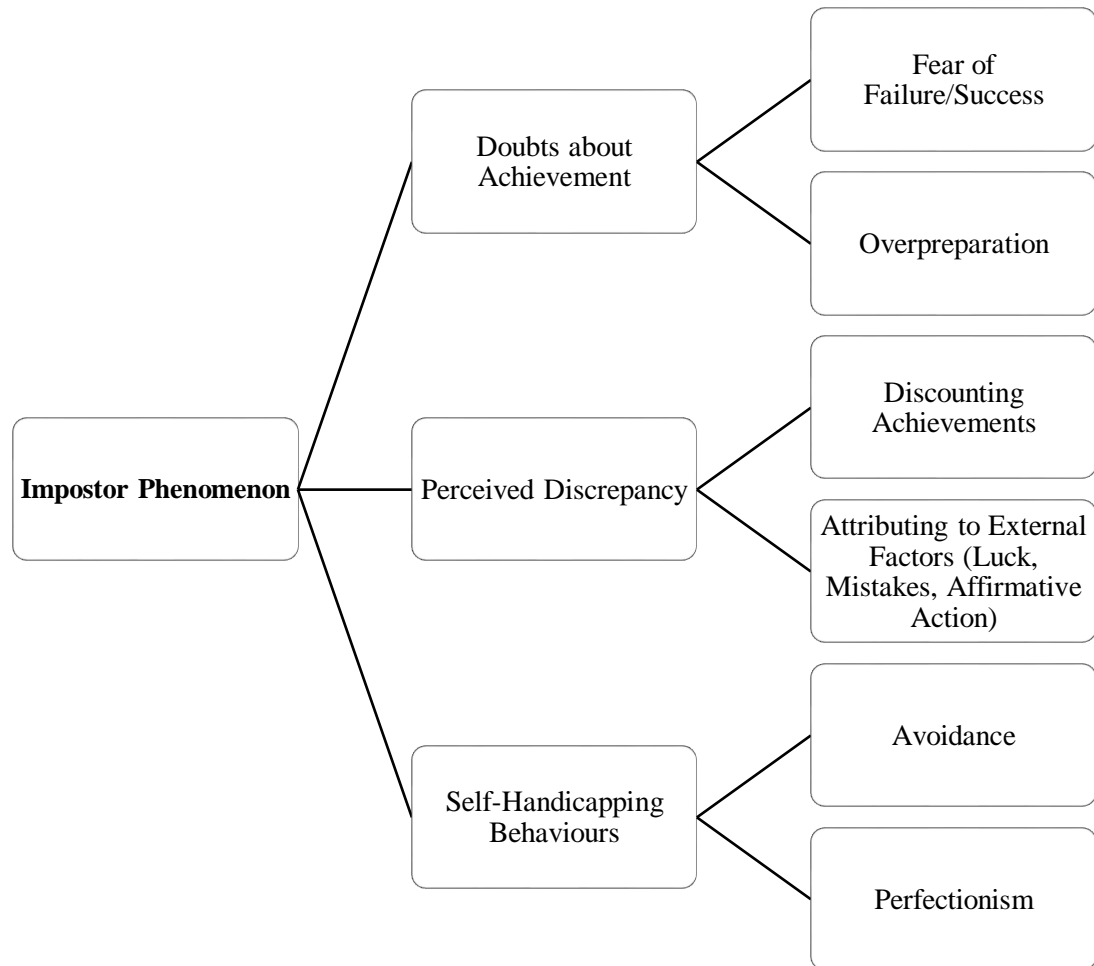 Fear of
Failure/Success
Doubts about
Achievement
Overpreparation
Discounting
Achievements
Impostor Phenomenon
Perceived Discrepancy
Attributing to External
Factors (Luck,
Mistakes, Affirmative
Action)
Avoidance
Self-Handicapping
Behaviours
Perfectionism